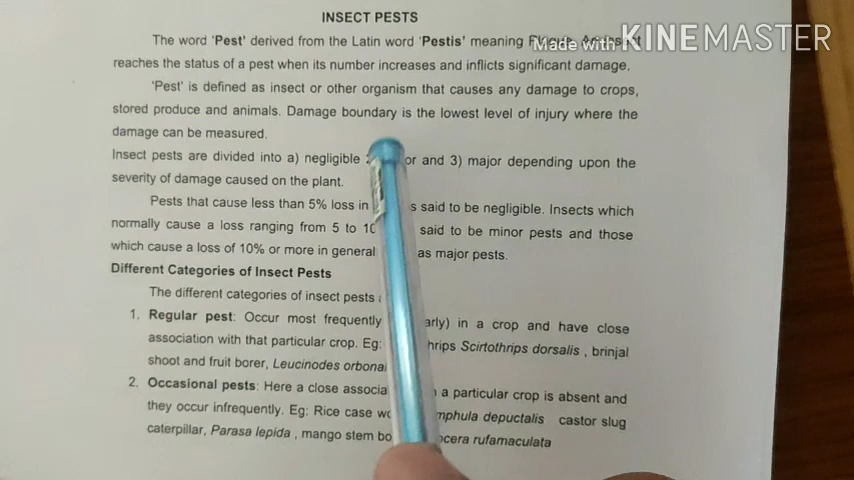 INSECT PESTS
Made with KINEMASTER
The word 'Pest' derived from the Latin word 'Pestis' meaning
reaches the status of a pest when its number increases and inflicts significant damage.
'Pest' is defined as insect or other organism that causes any damage to crops,
stored produce and animals. Damage boundary is the lowest level of injury where the
damage can be measured.
Insect pests are divided into a) negligible or and 3) major depending upon the
severity of damage caused on the plant.
Pests that cause less than 5% loss in s said to be negligible. Insects which
normally cause a loss ranging from 5 to 10 said to be minor pests and those
which cause a loss of 10% or more in general as major pests.
Different Categories of Insect Pests
The different categories of insect pests
1. Regular pest: Occur most frequently arly) in a crop and have close
association with that particular crop. Eg: hrips Scirtothrips dorsalis , brinjal
shoot and fruit borer, Leucinodes orbona
2. Occasional pests: Here a close associa a particular crop is absent and
they occur infrequently. Eg: Rice case wo mphula depuctalis castor slug
caterpillar, Parasa lepida , mango stem bo ocera rufamaculata